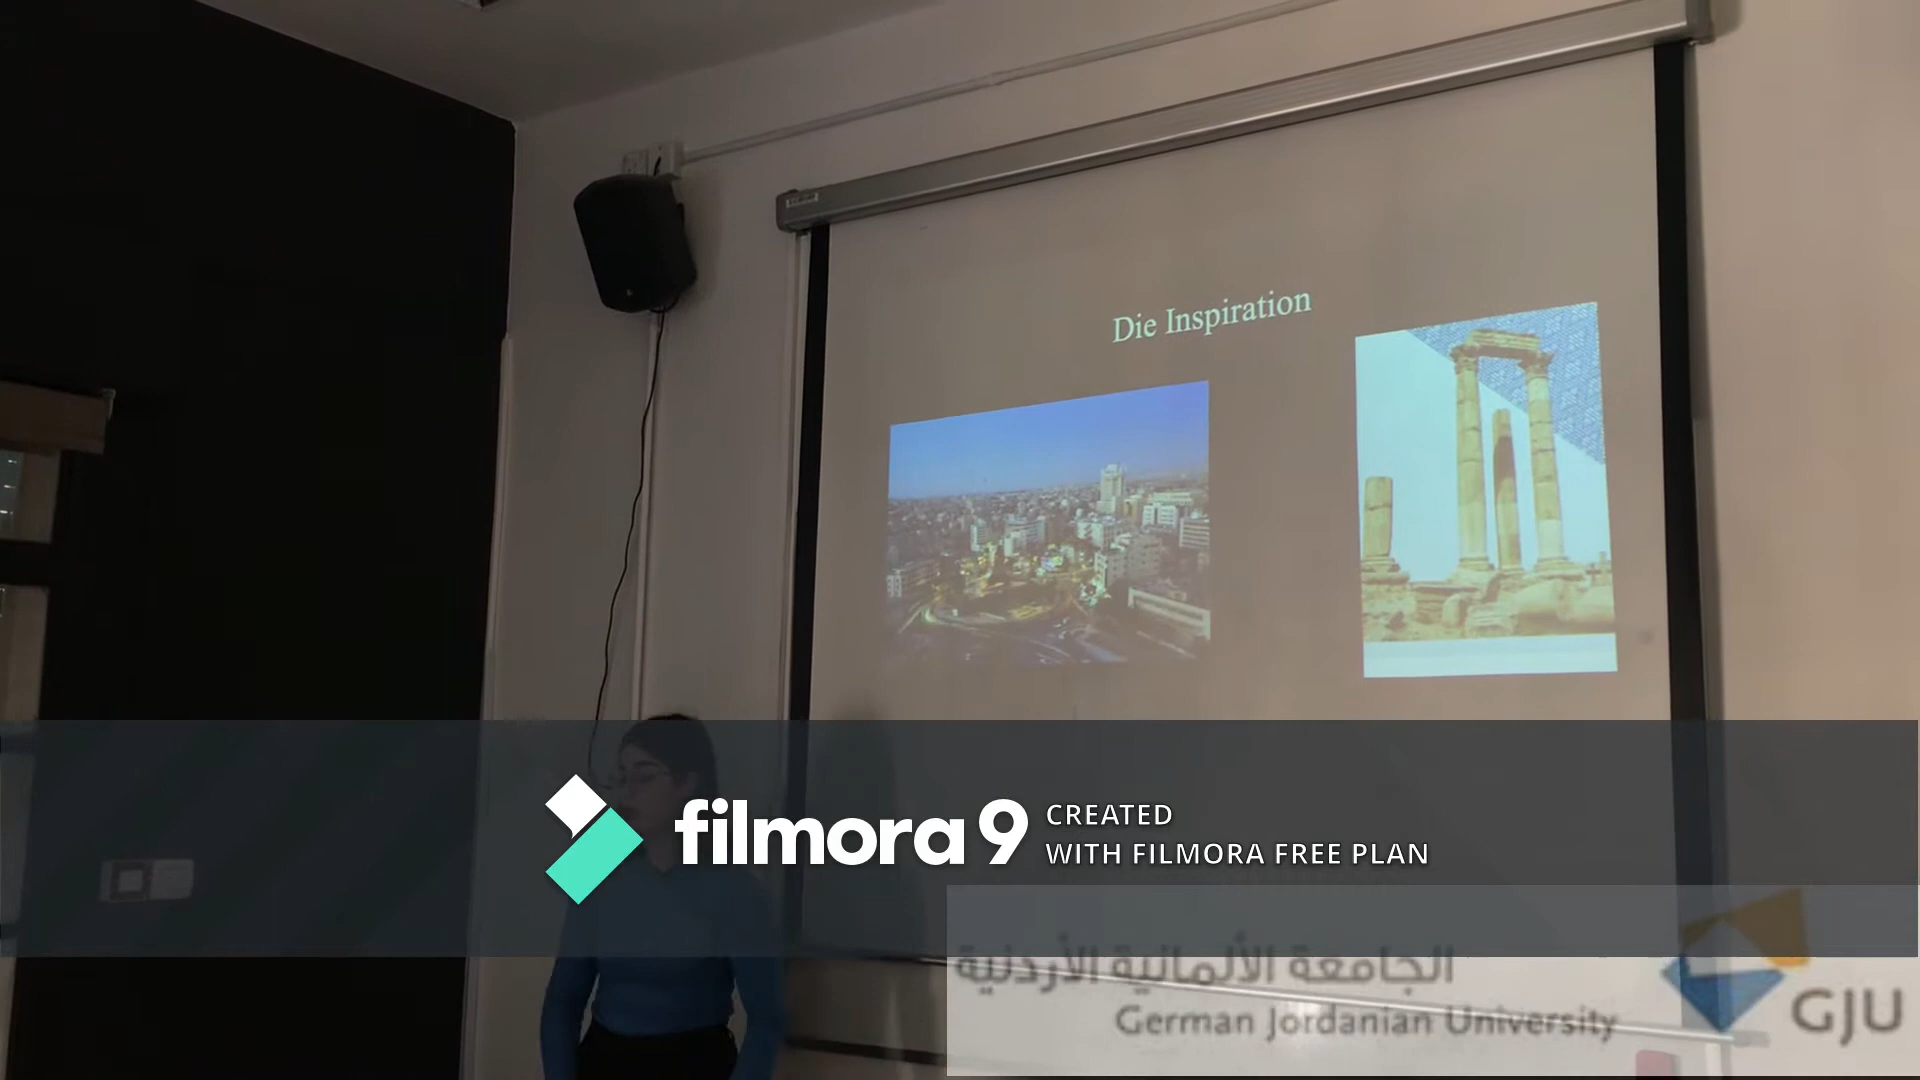 Die Inspiration
filmora 9
CREATED
WITH FILMORA FREE PLAN
الجامعة الألمانية الأردنية
German Jordanian University
GJU